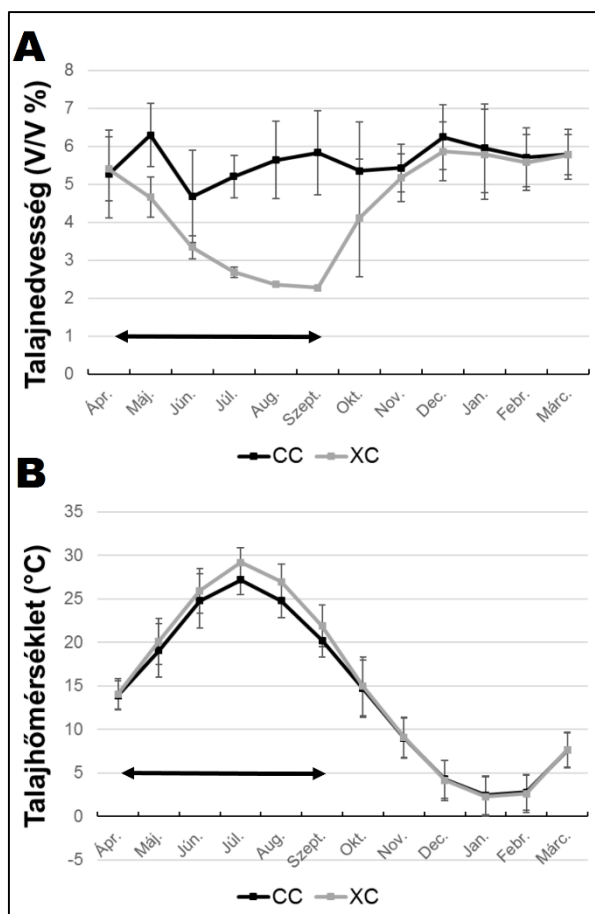 A
Talajnedvesség (V/V %)
8
7
6
5
4
3
2
1
0
Ápr. Máj. Jún. Júl. Aug. Szept. Okt. Nov. Dec. Jan. Febr. Márc.
CC XC
B
Talajhőmérséklet (°C)
35
30
25
20
15
10
5
0
-5
Ápr. Máj. Jún. Júl. Aug. Szept. Okt. Nov. Dec. Jan. Febr. Márc.
CC XC